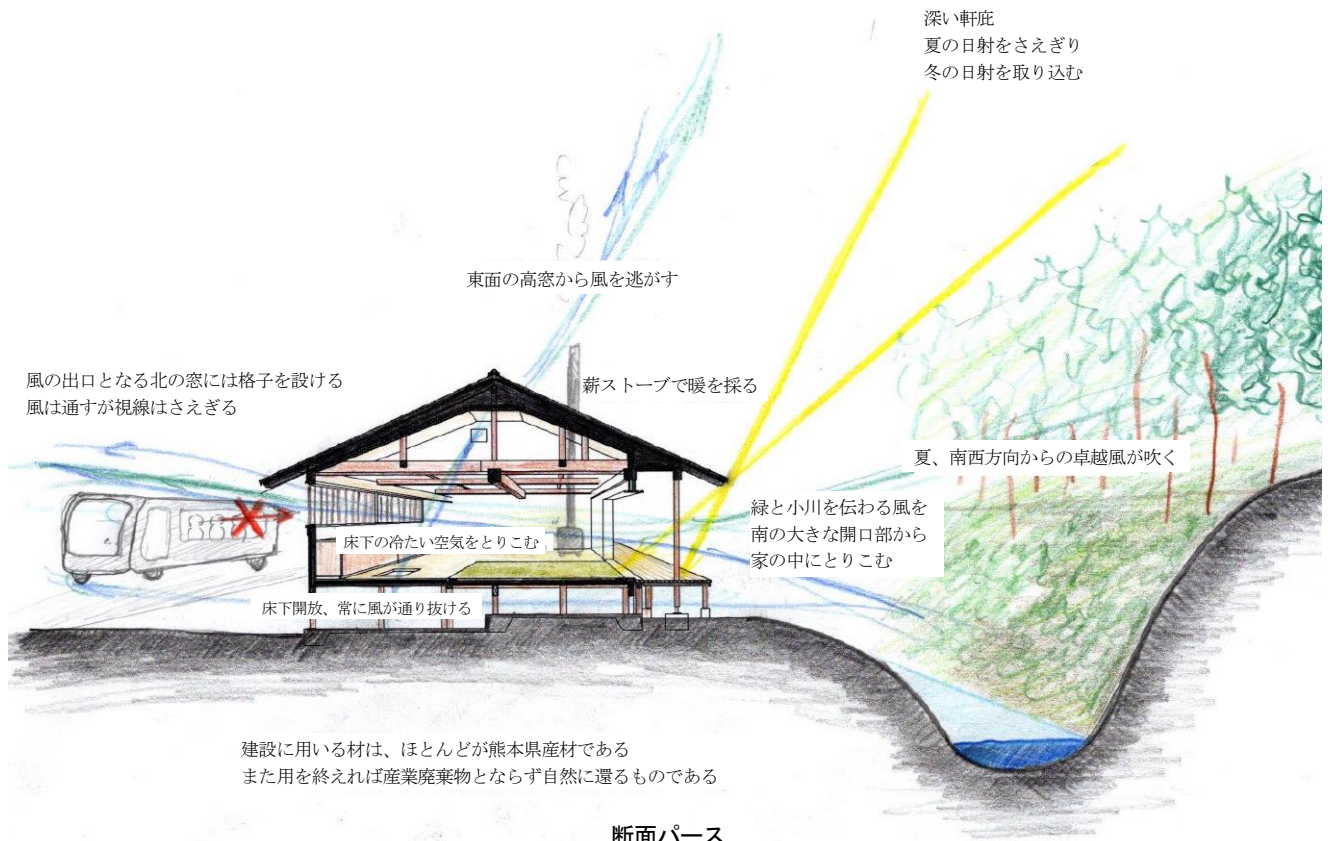 深い軒庇
夏の日射をさえぎり
冬の日射を取り込む
東面の高窓から風を逃がす
風の出口となる北の窓には格子を設ける
風は通すが視線はさえぎる
薪ストーブで暖を採る
夏、南西方向からの卓越風が吹く
緑と小川を伝わる風を
南の大きな開口部から
家の中にとりこむ
床下の冷たい空気をとりこむ
床下開放、常に風が通り抜ける
建設に用いる材は、ほとんどが熊本県産材である
また用を終えれば産業廃棄物とならず自然に還るものである
断面パース